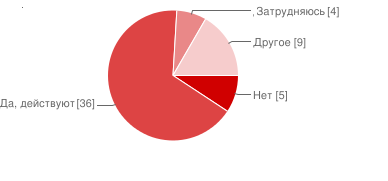 Затрудняюсь [4]
Другое [9]
Нет [5]
Да, действуют [36]